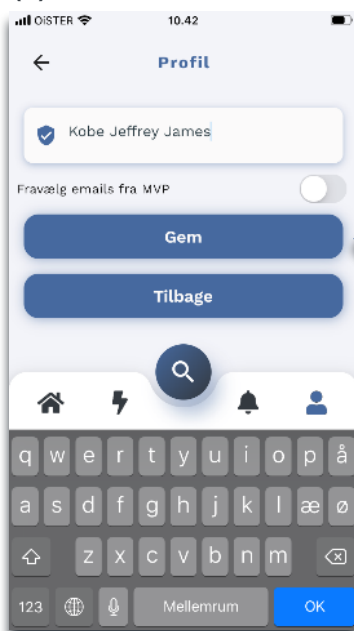 OiSTER 10.42
Profil
Kobe Jeffrey James
Fravælg emails fra MVP
Gem
Tilbage
q w e r t y u i o p å
a s d f g h j k l æ ø
z x c v b n m
123 Mellemrum OK